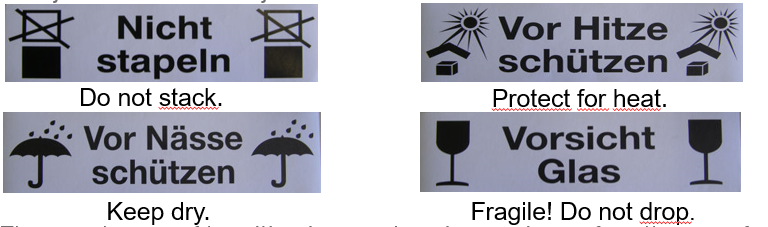 Nicht
stapeln
Do not stack.
Vor Hitze
schützen
Protect for heat.
Vor Nässe
schützen
Keep dry.
Vorsicht
Glas
Fragile! Do not drop.